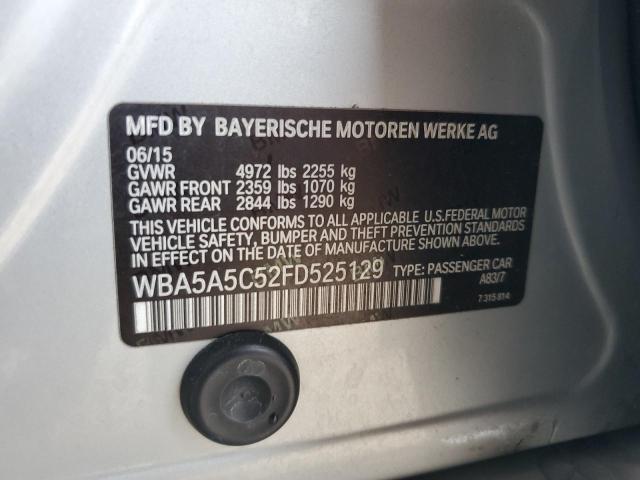 MFD BY BAYERISCHE MOTOREN WERKE AG
06/15
GVWR 4972 lbs 2255 kg
GAWR FRONT 2359 lbs 1070 kg
GAWR REAR 2844 lbs 1290 kg
THIS VEHICLE CONFORMS TO ALL APPLICABLE U.S.FEDERAL MOTOR
VEHICLE SAFETY, BUMPER AND THEFT PREVENTION STANDARDS
IN EFFECT ON THE DATE OF MANUFACTURE SHOWN ABOVE.
WBA5A5C52FD525129 TYPE: PASSENGER CAR
A83/7
7 315 814